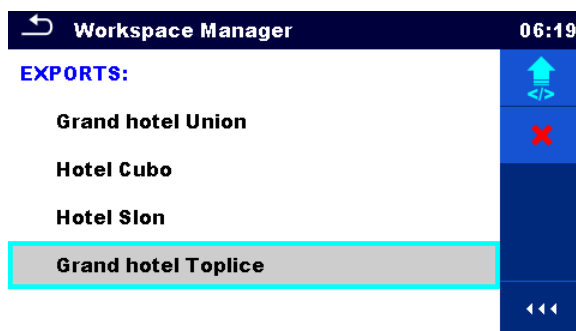 Workspace Manager 06:19
EXPORTS:
Grand hotel Union
Hotel Cubo
Hotel Slon
Grand hotel Toplice